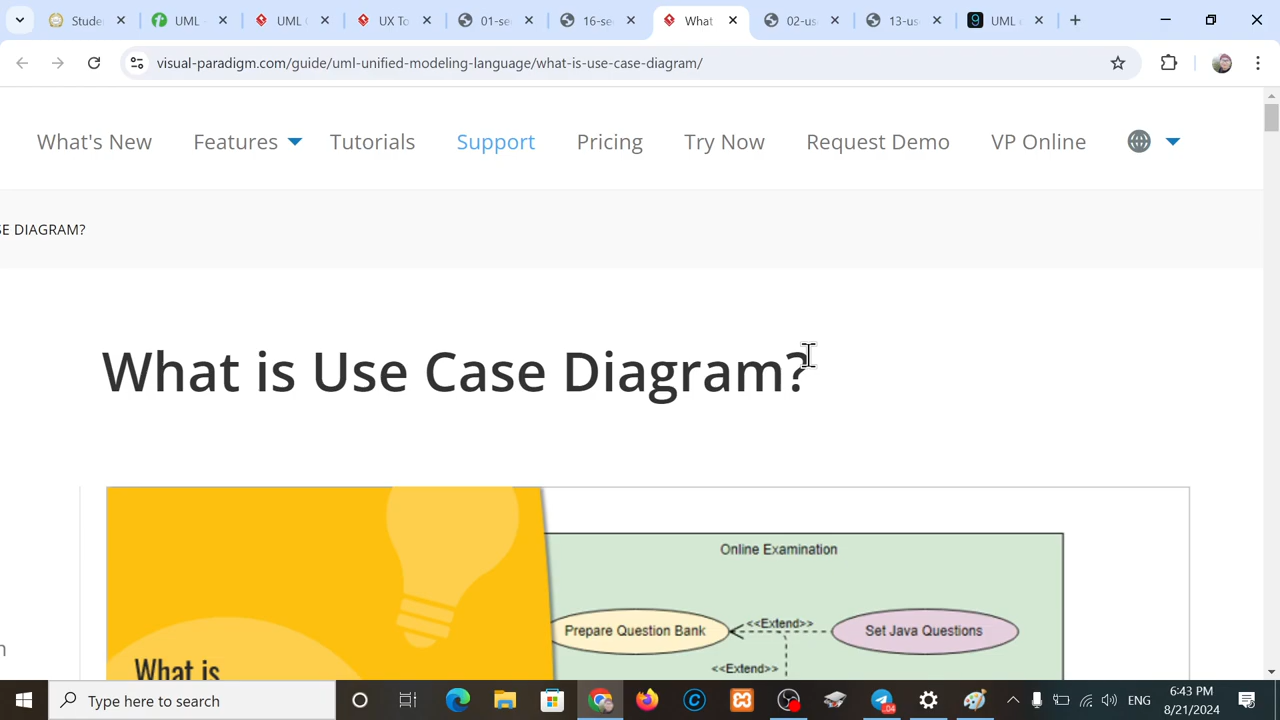 Stude
UML
UML
UX To
01-se
16-se
What
02-us
13-us
UML
visual-paradigm.com/guide/uml-unified-modeling-language/what-is-use-case-diagram/
What's New Features Tutorials Support Pricing Try Now Request Demo VP Online
SE DIAGRAM?
What is Use Case Diagram?
Online Examination
Prepare Question Bank
<<Extend>>
Set Java Questions
<<Extend>>
What is
Type here to search
04
ENG
6:43 PM
8/21/2024